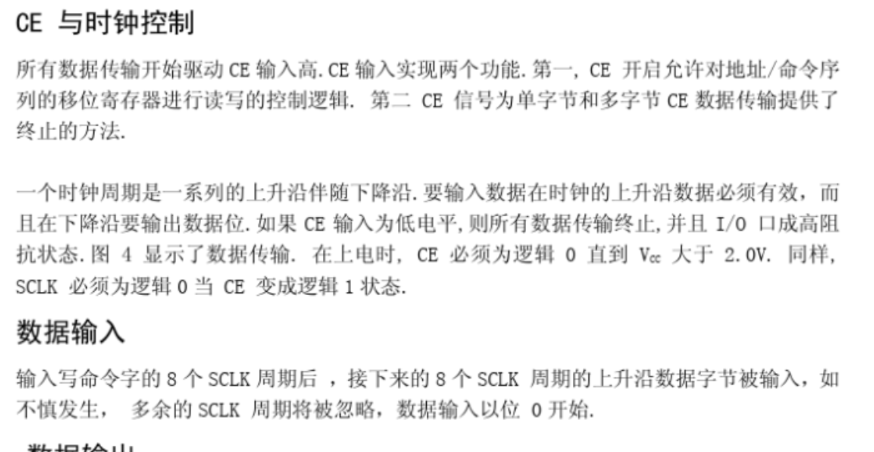 CE 与时钟控制
所有数据传输开始驱动 CE 输入高.CE 输入实现两个功能.第一, CE 开启允许对地址/命令序
列的移位寄存器进行读写的控制逻辑. 第二 CE 信号为单字节和多字节 CE 数据传输提供了
终止的方法.
一个时钟周期是一系列的上升沿伴随下降沿.要输入数据在时钟的上升沿数据必须有效，而
且在下降沿要输出数据位.如果 CE 输入为低电平,则所有数据传输终止,并且 I/O 口成高阻
抗状态.图 4 显示了数据传输. 在上电时, CE 必须为逻辑 0 直到 Vcc 大于 2.0V. 同样,
SCLK 必须为逻辑 0 当 CE 变成逻辑 1 状态.
数据输入
输入写命令字的 8 个 SCLK 周期后 ，接下来的 8 个 SCLK 周期的上升沿数据字节被输入，如
不慎发生， 多余的 SCLK 周期将被忽略，数据输入以位 0 开始.
数据输出